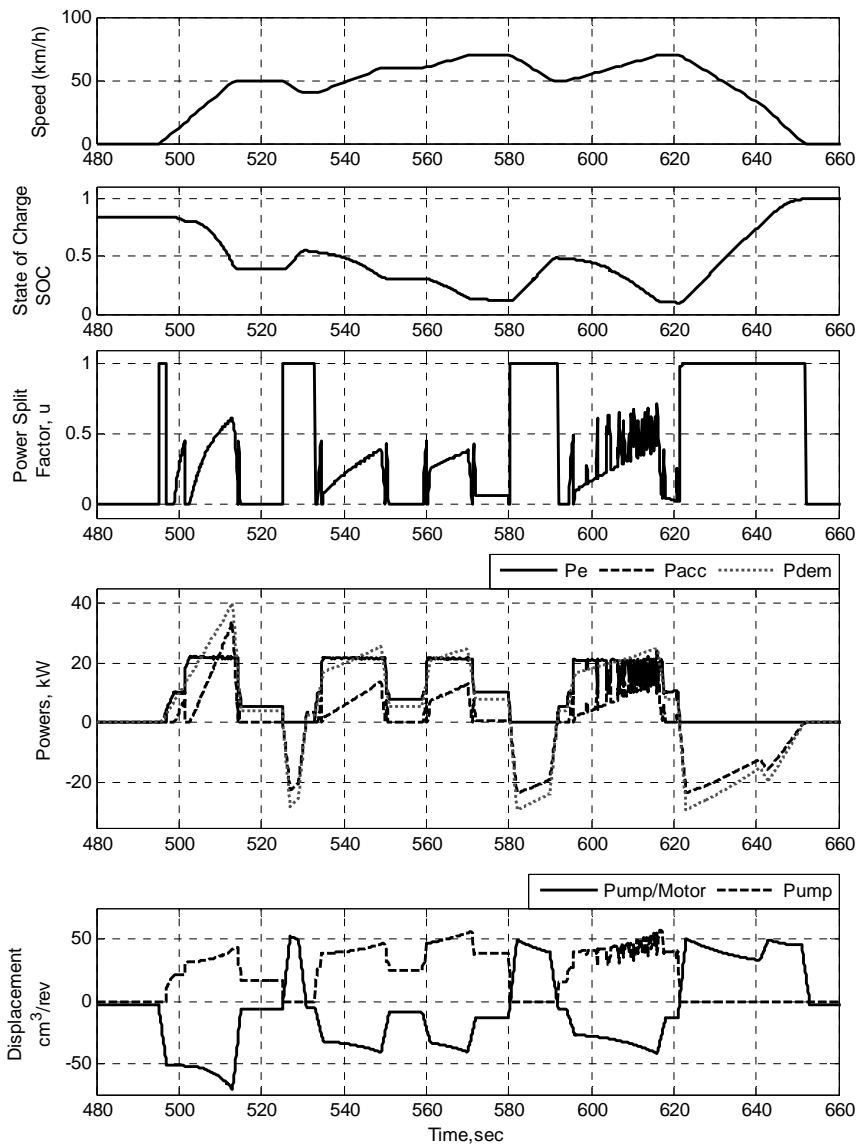 100
50
0
Speed (km/h)
480 500 520 540 560 580 600 620 640 660
1
0.5
0
State of Charge
SOC
480 500 520 540 560 580 600 620 640 660
1
0.5
0
Power Split
Factor, u
480 500 520 540 560 580 600 620 640 660
Pe Pacc Pdem
40
20
0
-20
Powers, kW
480 500 520 540 560 580 600 620 640 660
Pump/Motor Pump
50
0
-50
Displacement
cm3/rev
480 500 520 540 560 580 600 620 640 660
Time,sec